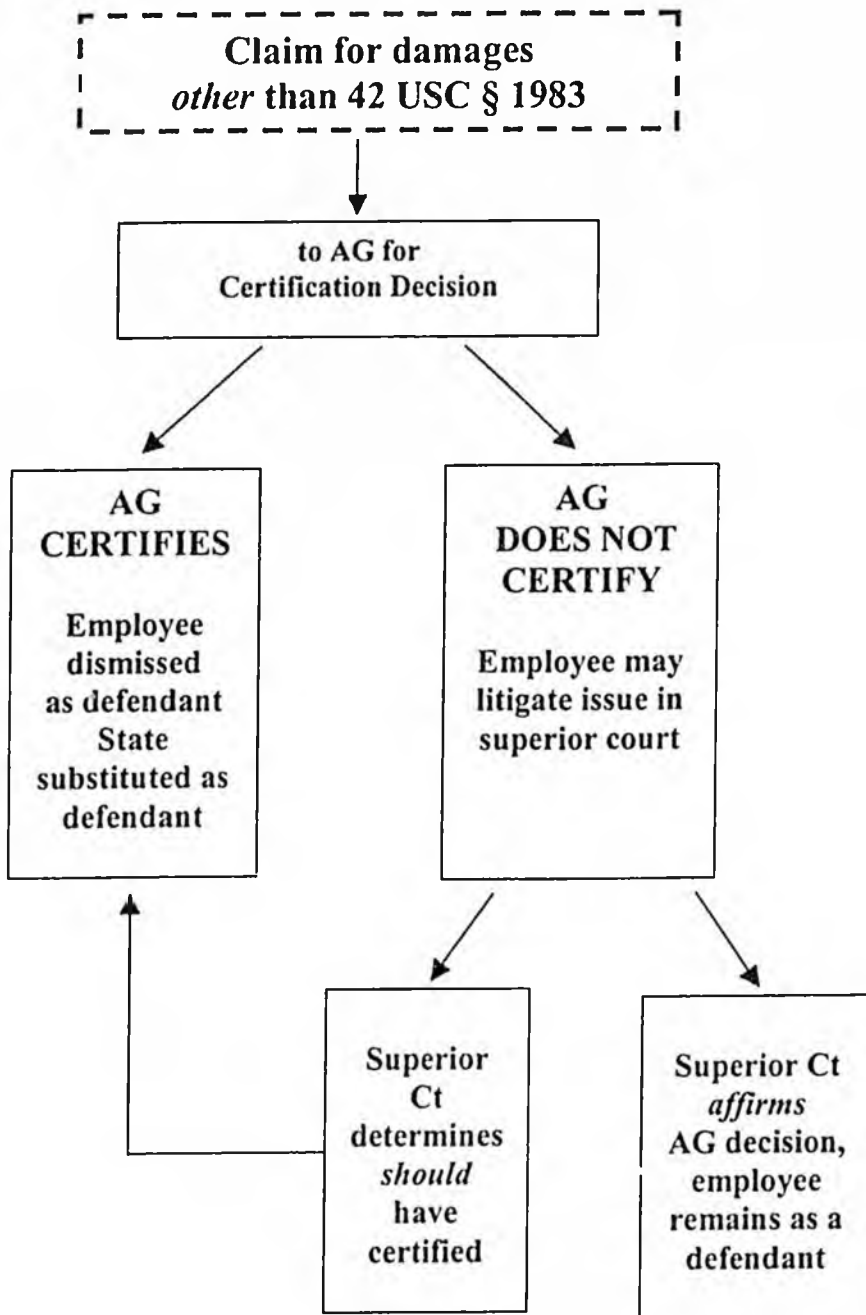 Claim for damages
other than 42 USC § 1983
to AG for
Certification Decision
AG
CERTIFIES
Employee
dismissed
as defendant
State
substituted as
defendant
AG
DOES NOT
CERTIFY
Employee may
litigate issue in
superior court
Superior
Ct
determines
should
have
certified
Superior Ct
affirms
AG decision,
employee
remains as a
defendant